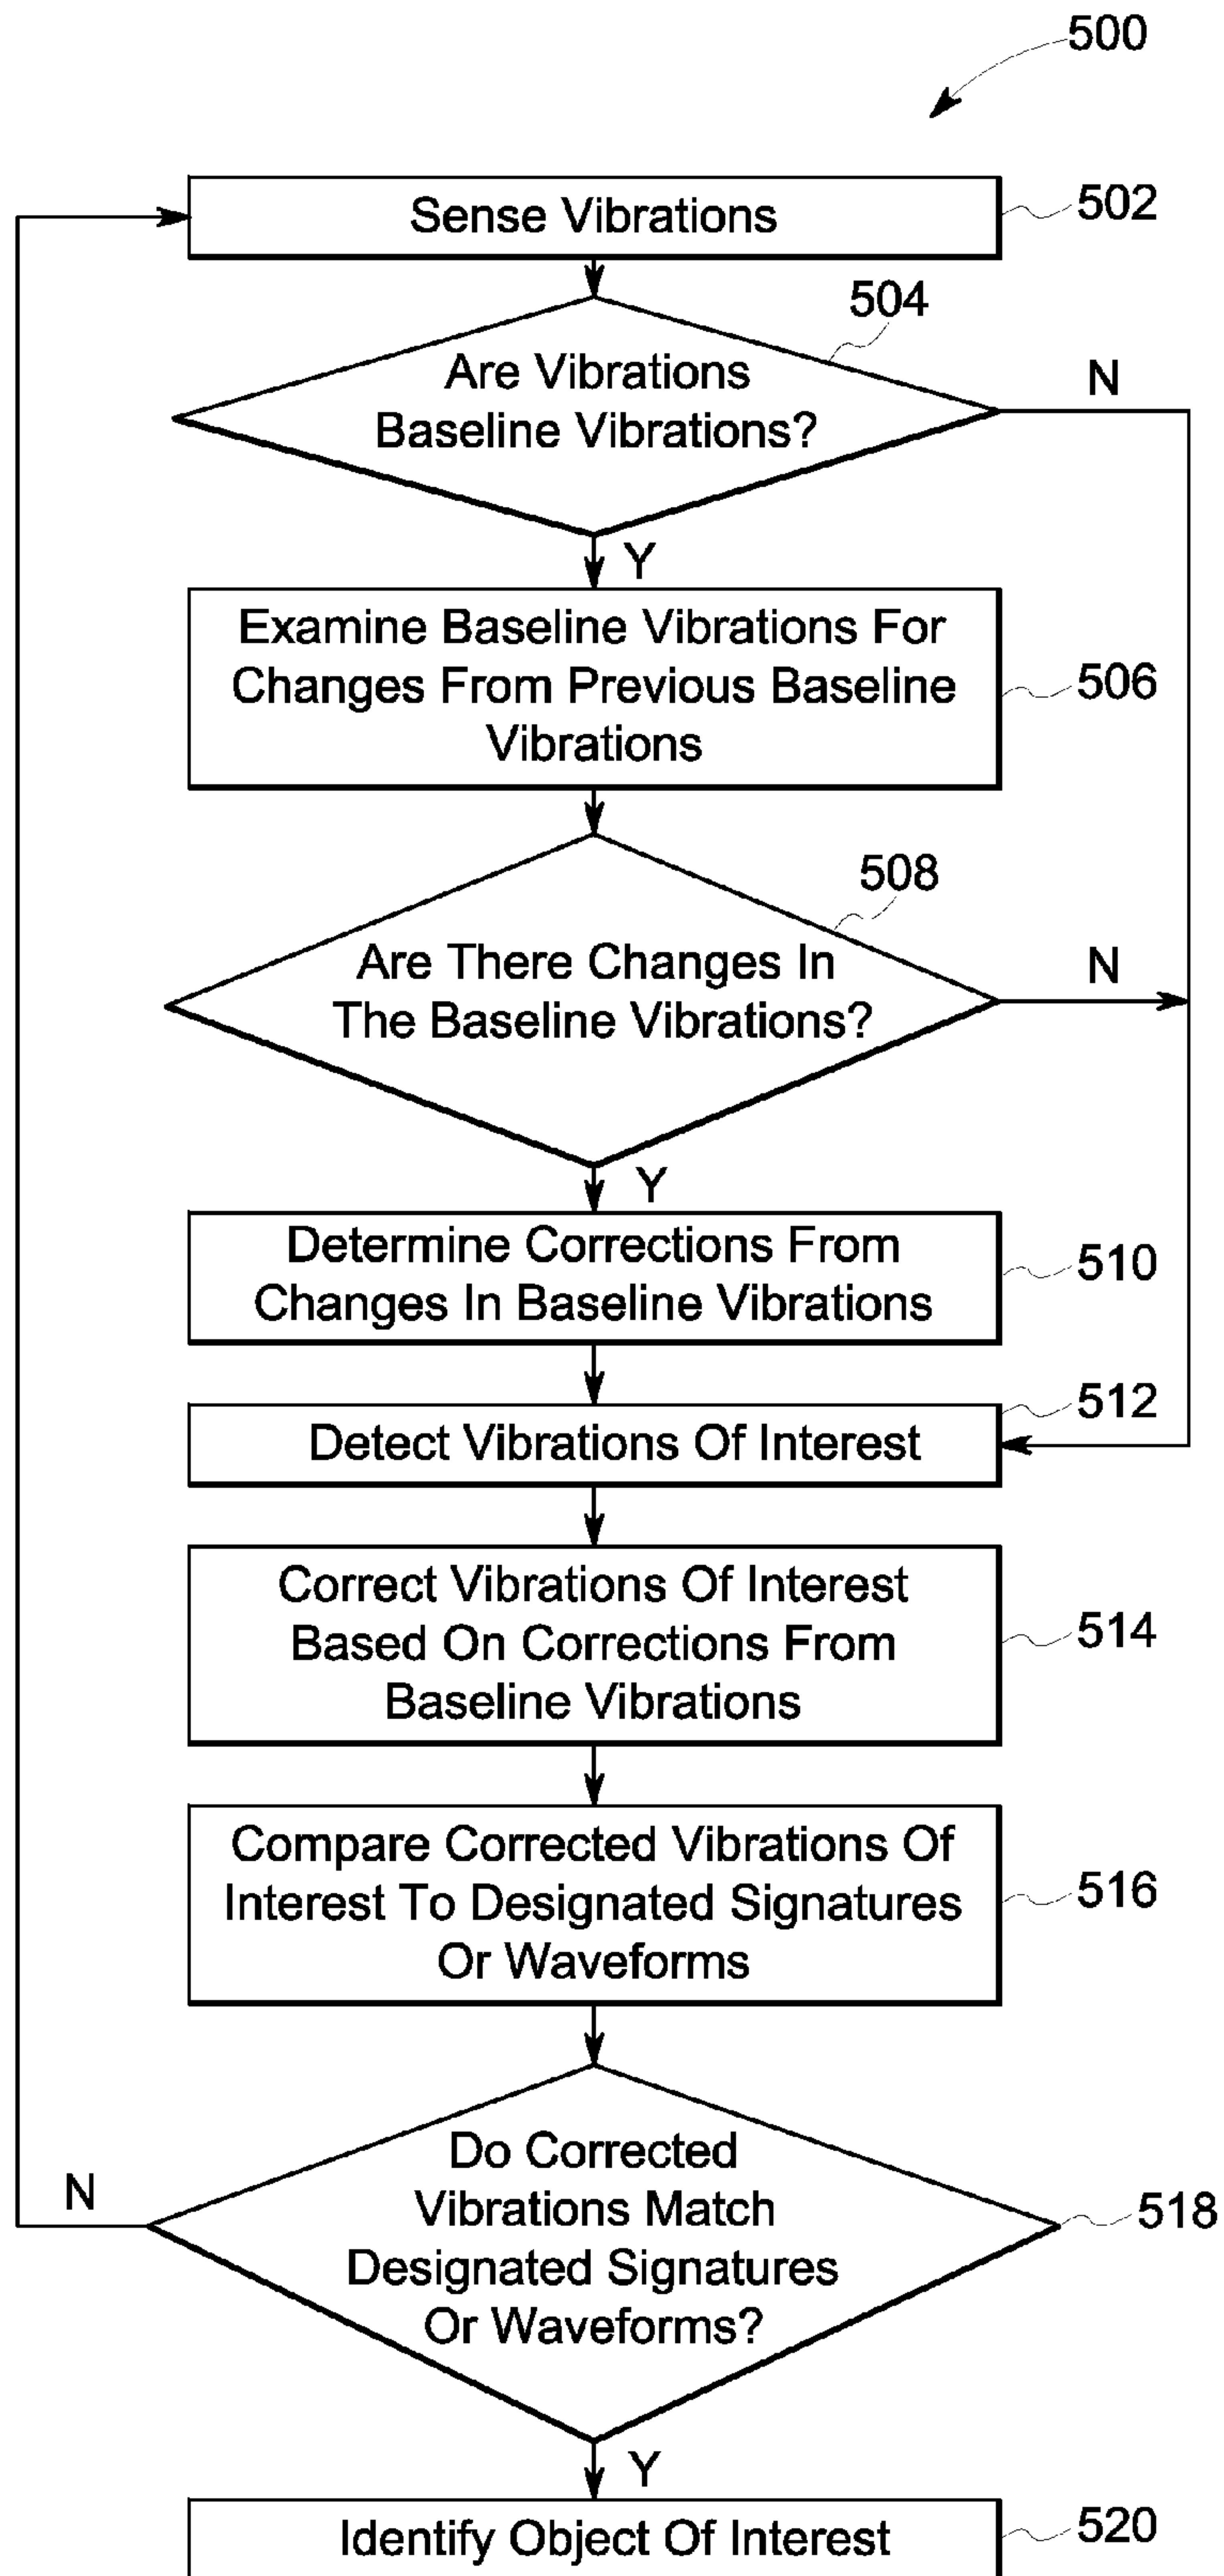 500
Sense Vibrations
502
504
Are Vibrations
Baseline Vibrations?
N
Y
Examine Baseline Vibrations For
Changes From Previous Baseline
Vibrations
506
508
Are There Changes In
The Baseline Vibrations?
N
Y
Determine Corrections From
Changes In Baseline Vibrations
510
512
Detect Vibrations Of Interest
Correct Vibrations Of Interest
Based On Corrections From
Baseline Vibrations
514
Compare Corrected Vibrations Of
Interest To Designated Signatures
Or Waveforms
516
Do Corrected
Vibrations Match
Designated Signatures
Or Waveforms?
N
518
Y
Identify Object Of Interest
520